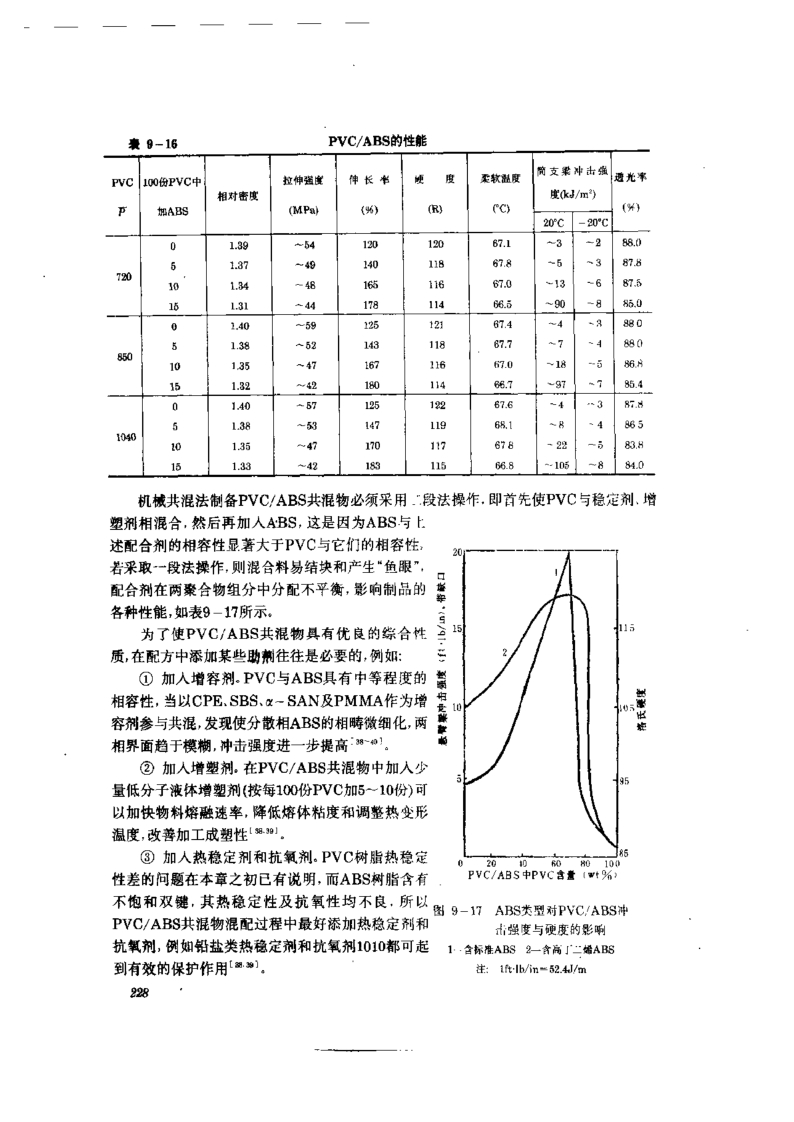 表 9-16 PVC/ABS的性能
PVC 100份PVC中 相对密度 拉伸强度 伸长率 硬度 柔软温度 简支梁冲击强 透光率
P̄ 加ABS (MPa) (%) (R) (°C) 度(kJ/m²) (%)
20°C -20°C
0 1.39 ～54 120 120 67.1 ～3 ～2 88.0
5 1.37 ～49 140 118 67.8 ～5 ～3 87.8
720
10 1.34 ～48 165 116 67.0 ～13 ～6 87.5
15 1.31 ～44 178 114 66.5 ～90 ～8 85.0
0 1.40 ～59 125 121 67.4 ～4 ～3 88 0
5 1.38 ～52 143 118 67.7 ～7 ～4 88 0
850
10 1.35 ～47 167 116 67.0 ～18 ～5 86.8
15 1.32 ～42 180 114 66.7 ～97 ～7 85.4
0 1.40 ～57 125 122 67.6 ～4 ～3 87.8
5 1.38 ～53 147 119 68.1 ～8 ～4 86 5
1040
10 1.35 ～47 170 117 67 8 ～22 ～5 83.8
15 1.33 ～42 183 115 66.8 ～105 ～8 84.0
机械共混法制备PVC/ABS共混物必须采用二段法操作.即首先使PVC与稳定剂、增
塑剂相混合,然后再加入ABS,这是因为ABS与上
述配合剂的相容性显著大于PVC与它们的相容性,
若采取一段法操作,则混合料易结块和产生“鱼眼”,
配合剂在两聚合物组分中分配不平衡,影响制品的
各种性能,如表9-17所示。
为了使PVC/ABS共混物具有优良的综合性
质,在配方中添加某些助剂往往是必要的,例如:
① 加入增容剂。PVC与ABS具有中等程度的
相容性,当以CPE、SBS、α-SAN及PMMA作为增
容剂参与共混,发现使分散相ABS的相畴微细化,两
相界面趋于模糊,冲击强度进一步提高[38~40]。
② 加入增塑剂。在PVC/ABS共混物中加入少
量低分子液体增塑剂(按每100份PVC加5～10份)可
以加快物料熔融速率,降低熔体粘度和调整热变形
温度,改善加工成塑性[38.39]。
③ 加入热稳定剂和抗氧剂。PVC树脂热稳定
性差的问题在本章之初已有说明,而ABS树脂含有
不饱和双键,其热稳定性及抗氧性均不良.所以
PVC/ABS共混物混配过程中最好添加热稳定剂和
抗氧剂,例如铅盐类热稳定剂和抗氧剂1010都可起
到有效的保护作用[38.39]。
228
悬臂梁冲击强度(ft·lb/in),带缺口
20
15
10
5
1
2
115
105
95
85
洛氏硬度
0 20 40 60 80 100
PVC/ABS中PVC含量(wt%)
图 9-17 ABS类型对PVC/ABS冲
击强度与硬度的影响
1—含标准ABS 2—含高丁二烯ABS
注: 1ft·lb/in=52.4J/m